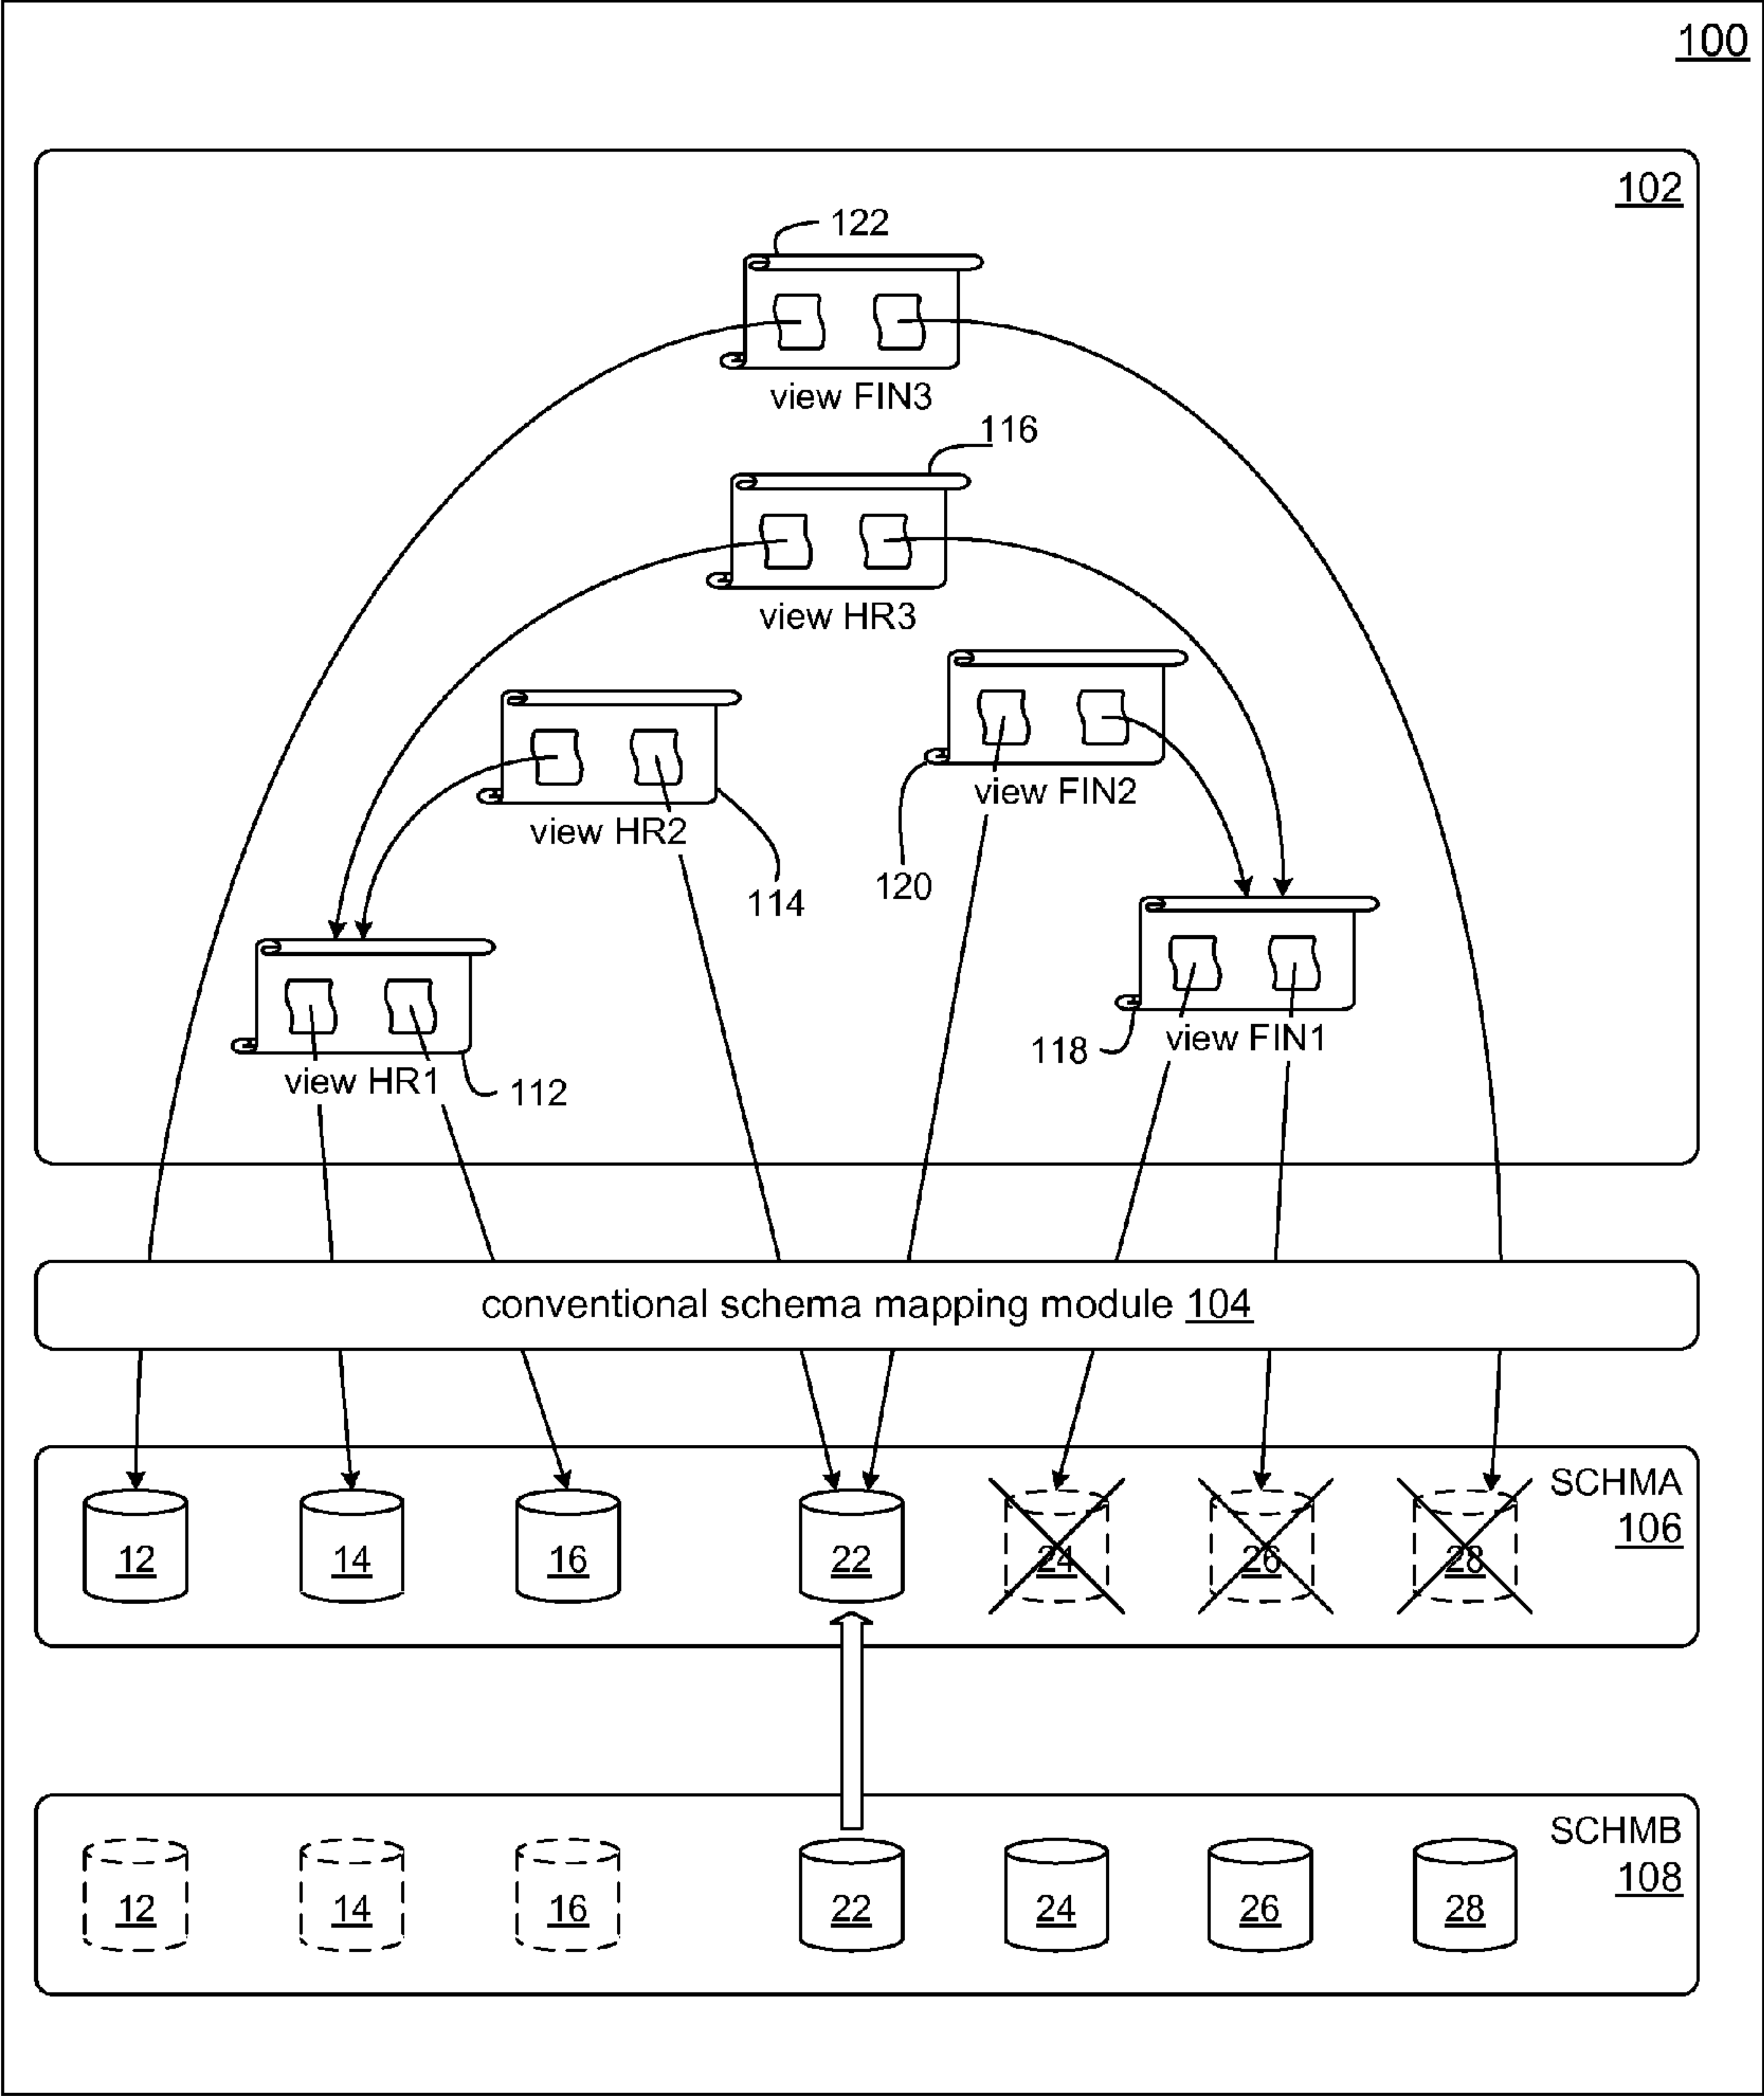 100
102
122
view FIN3
116
view HR3
view FIN2
view HR2
120
114
view FIN1
118
view HR1
112
conventional schema mapping module 104
SCHMA
106
12 14 16 22 24 26 28
SCHMB
108
12 14 16 22 24 26 28